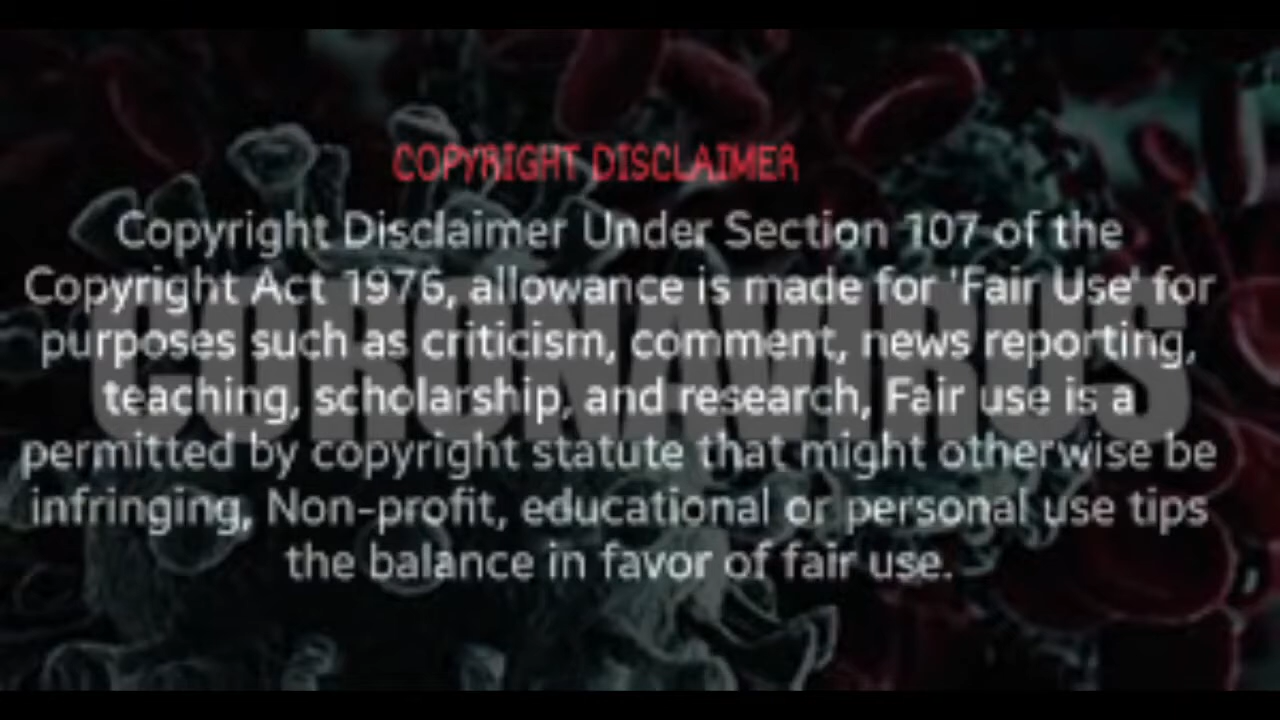 COPYRIGHT DISCLAIMER
Copyright Disclaimer Under Section 107 of the
Copyright Act 1976, allowance is made for 'Fair Use' for
purposes such as criticism, comment, news reporting,
teaching, scholarship, and research, Fair use is a
permitted by copyright statute that might otherwise be
infringing, Non-profit, educational or personal use tips
the balance in favor of fair use.
CORONAVIRUS